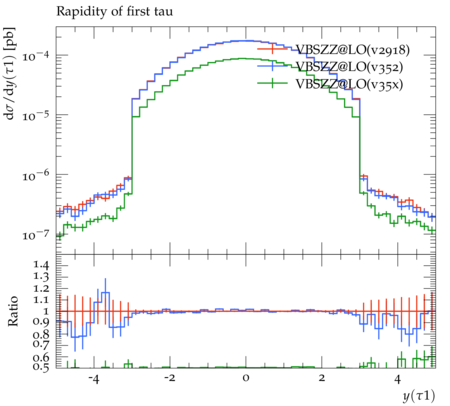 Rapidity of first tau
dσ/dy(τ1) [pb]
10⁻⁴
10⁻⁵
10⁻⁶
10⁻⁷
VBSZZ@LO(v2918)
VBSZZ@LO(v352)
VBSZZ@LO(v35x)
Ratio
1.4
1.3
1.2
1.1
1
0.9
0.8
0.7
0.6
0.5
-4 -2 0 2 4
y(τ1)